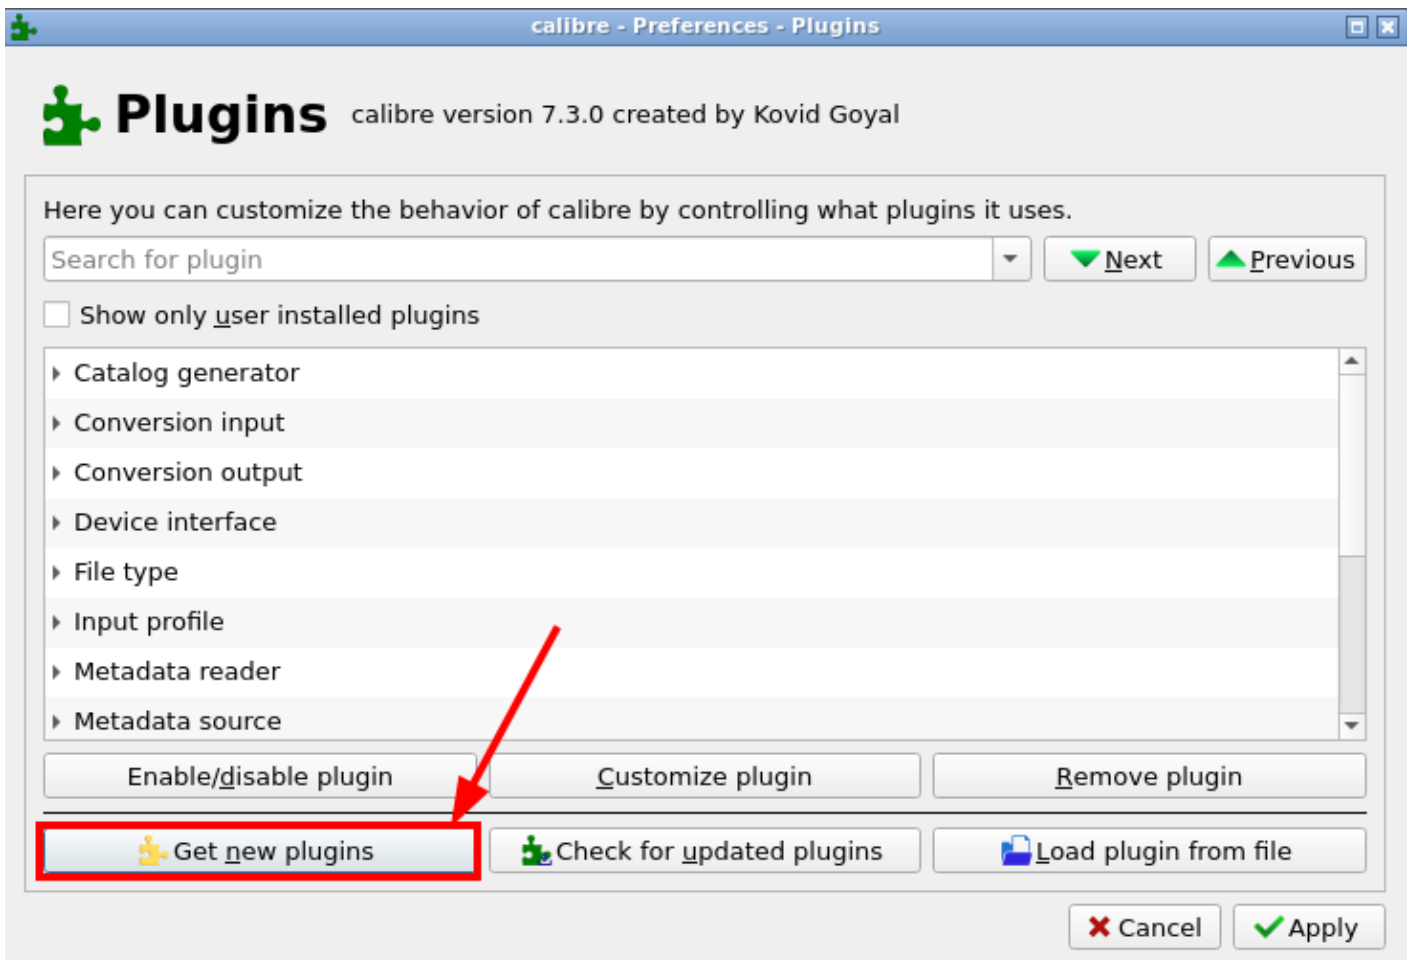 calibre - Preferences - Plugins
Plugins calibre version 7.3.0 created by Kovid Goyal
Here you can customize the behavior of calibre by controlling what plugins it uses.
Search for plugin Next Previous
Show only user installed plugins
Catalog generator
Conversion input
Conversion output
Device interface
File type
Input profile
Metadata reader
Metadata source
Enable/disable plugin Customize plugin Remove plugin
Get new plugins Check for updated plugins Load plugin from file
Cancel Apply